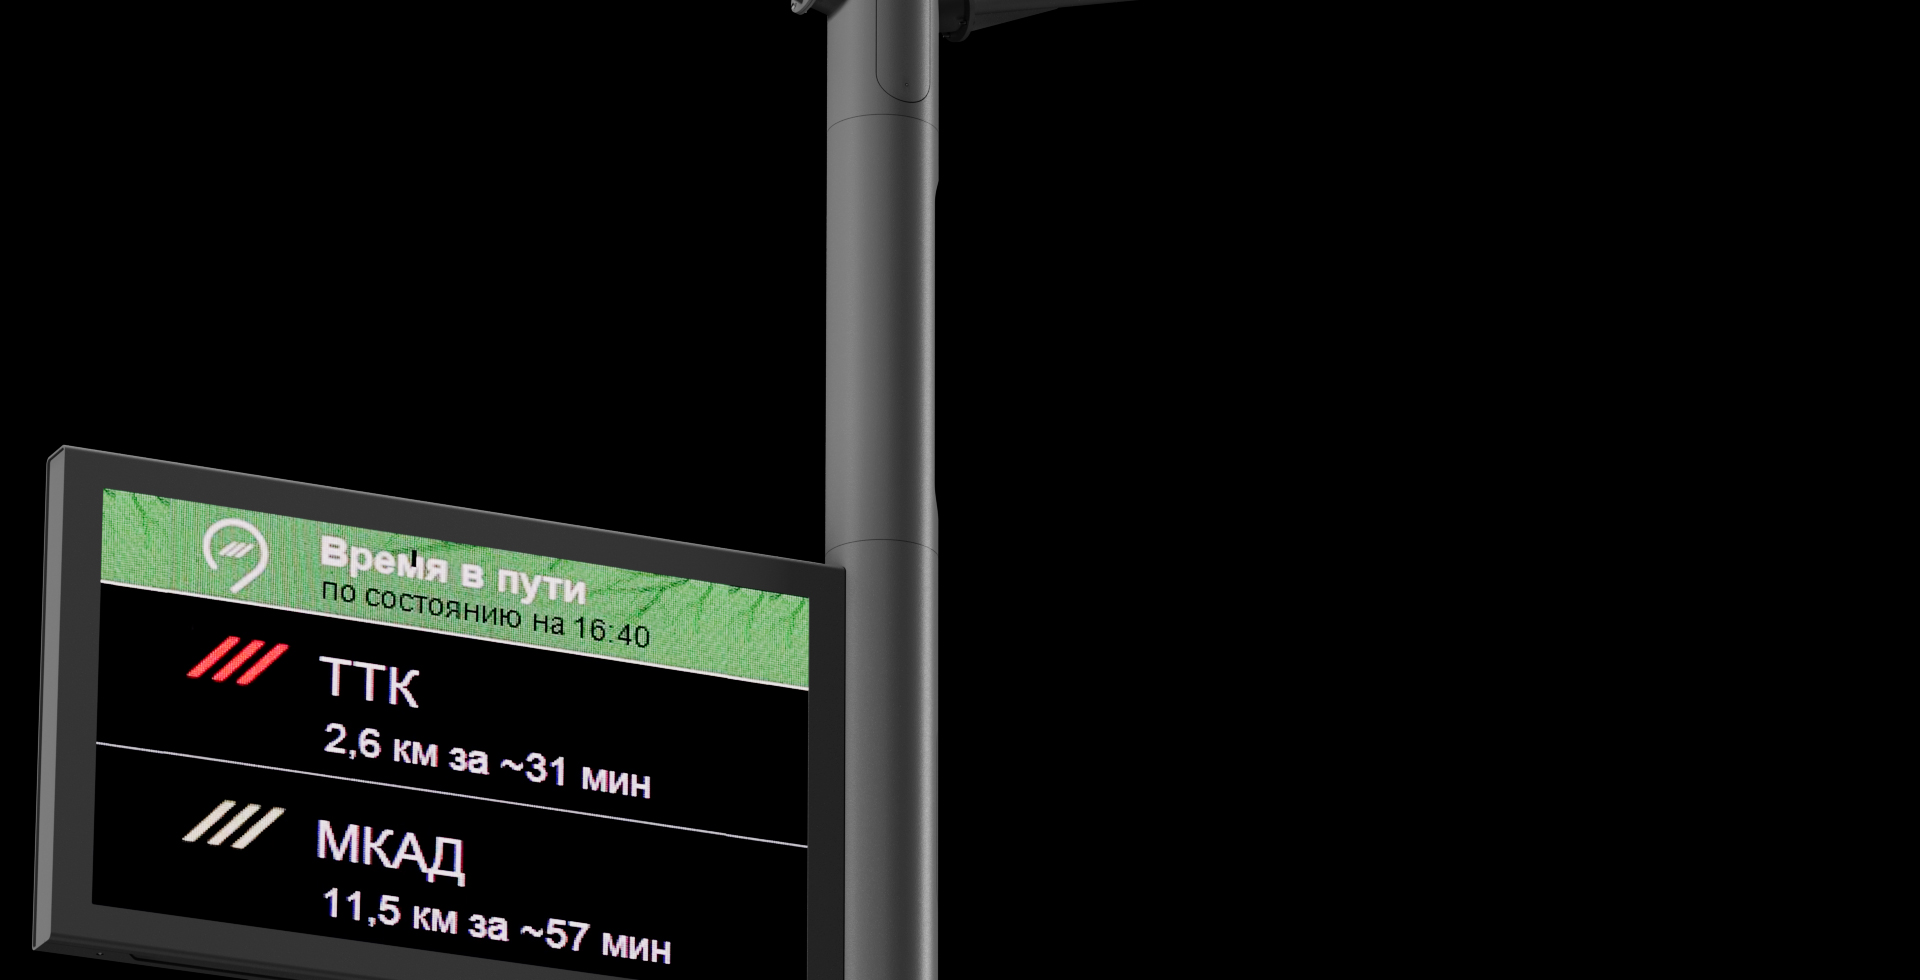 Время в пути
по состоянию на 16:40
ТТК
2,6 км за ~31 мин
МКАД
11,5 км за ~57 мин